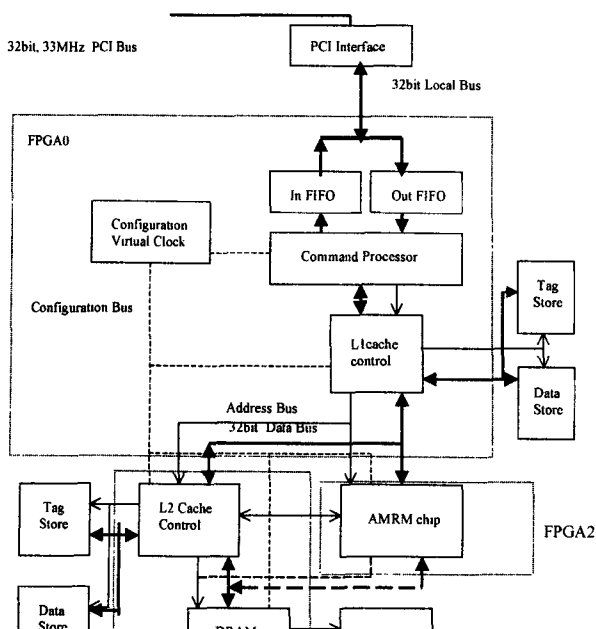 32bit, 33MHz PCI Bus
PCI Interface
32bit Local Bus
FPGA0
In FIFO
Out FIFO
Configuration
Virtual Clock
Command Processor
Configuration Bus
L1cache
control
Tag
Store
Data
Store
Address Bus
32bit Data Bus
Tag
Store
L2 Cache
Control
AMRM chip
FPGA2
Data
Store
DRAM